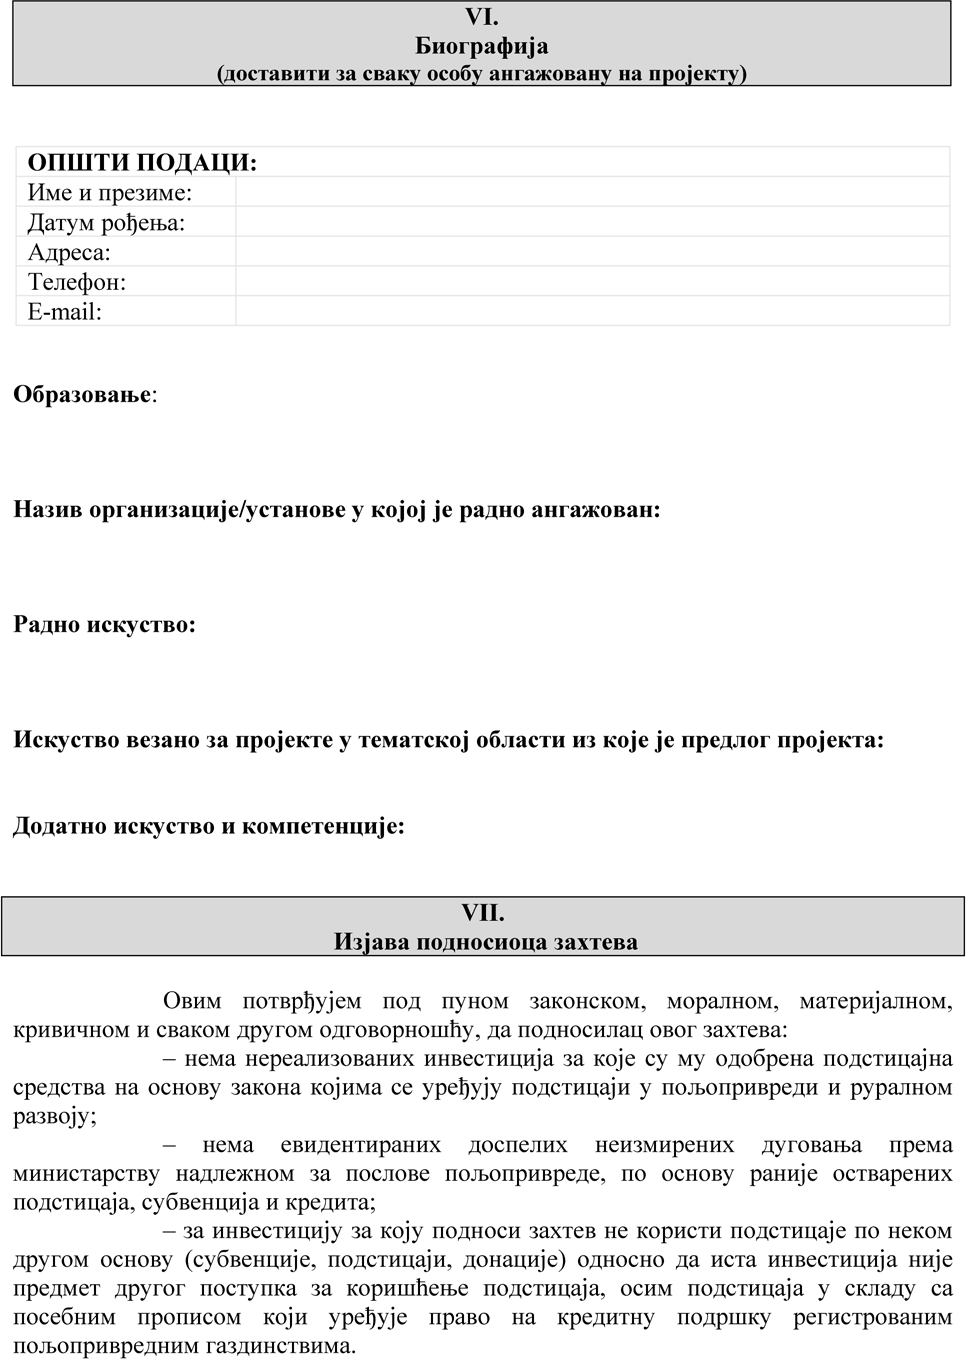 VI.
Биографија
(доставити за сваку особу ангажовану на пројекту)
ОПШТИ ПОДАЦИ:
Име и презиме:
Датум рођења:
Адреса:
Телефон:
E-mail:
Образовање:
Назив организације/установе у којој је радно ангажован:
Радно искуство:
Искуство везано за пројекте у тематској области из које је предлог пројекта:
Додатно искуство и компетенције:
VII.
Изјава подносиоца захтева
Овим потврђујем под пуном законском, моралном, материјалном,
кривичном и сваком другом одговорношћу, да подносилац овог захтева:
– нема нереализованих инвестиција за које су му одобрена подстицајна
средства на основу закона којима се уређују подстицаји у пољопривреди и руралном
развоју;
– нема евидентираних доспелих неизмирених дуговања према
министарству надлежном за послове пољопривреде, по основу раније остварених
подстицаја, субвенција и кредита;
– за инвестицију за коју подноси захтев не користи подстицаје по неком
другом основу (субвенције, подстицаји, донације) односно да иста инвестиција није
предмет другог поступка за коришћење подстицаја, осим подстицаја у складу са
посебним прописом који уређује право на кредитну подршку регистрованим
пољопривредним газдинствима.